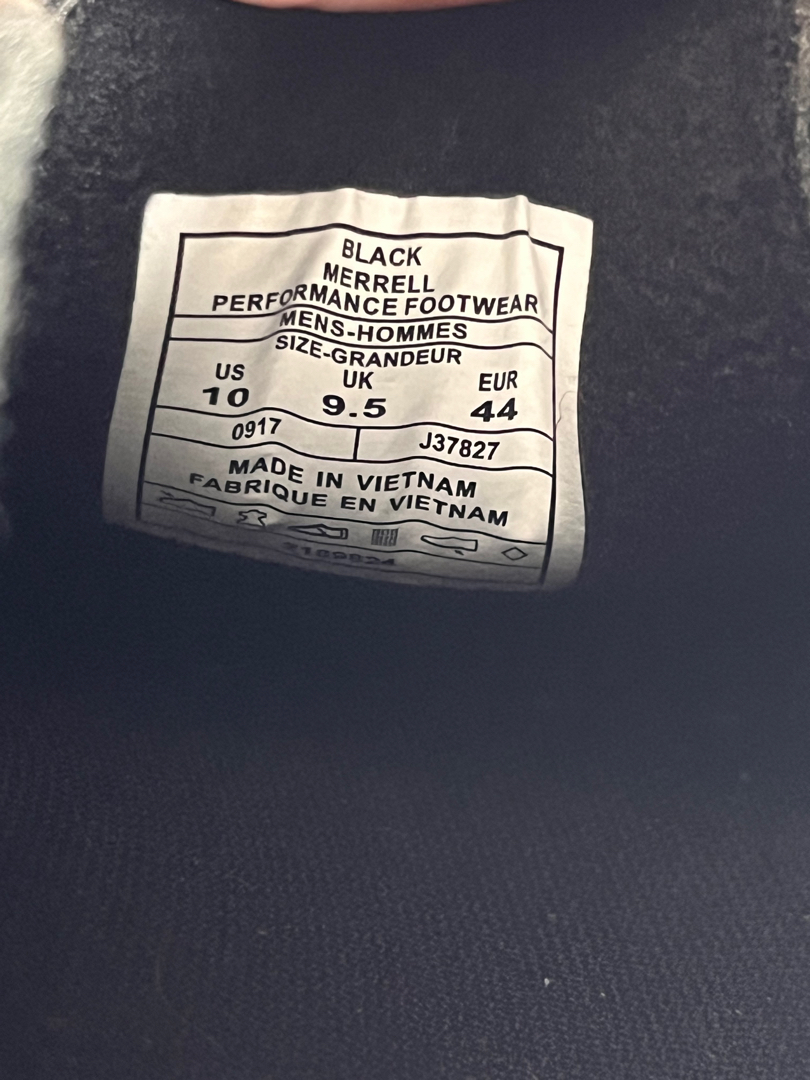 BLACK
MERRELL
PERFORMANCE FOOTWEAR
MENS-HOMMES
SIZE-GRANDEUR
US UK EUR
10 9.5 44
0917 J37827
MADE IN VIETNAM
FABRIQUE EN VIETNAM